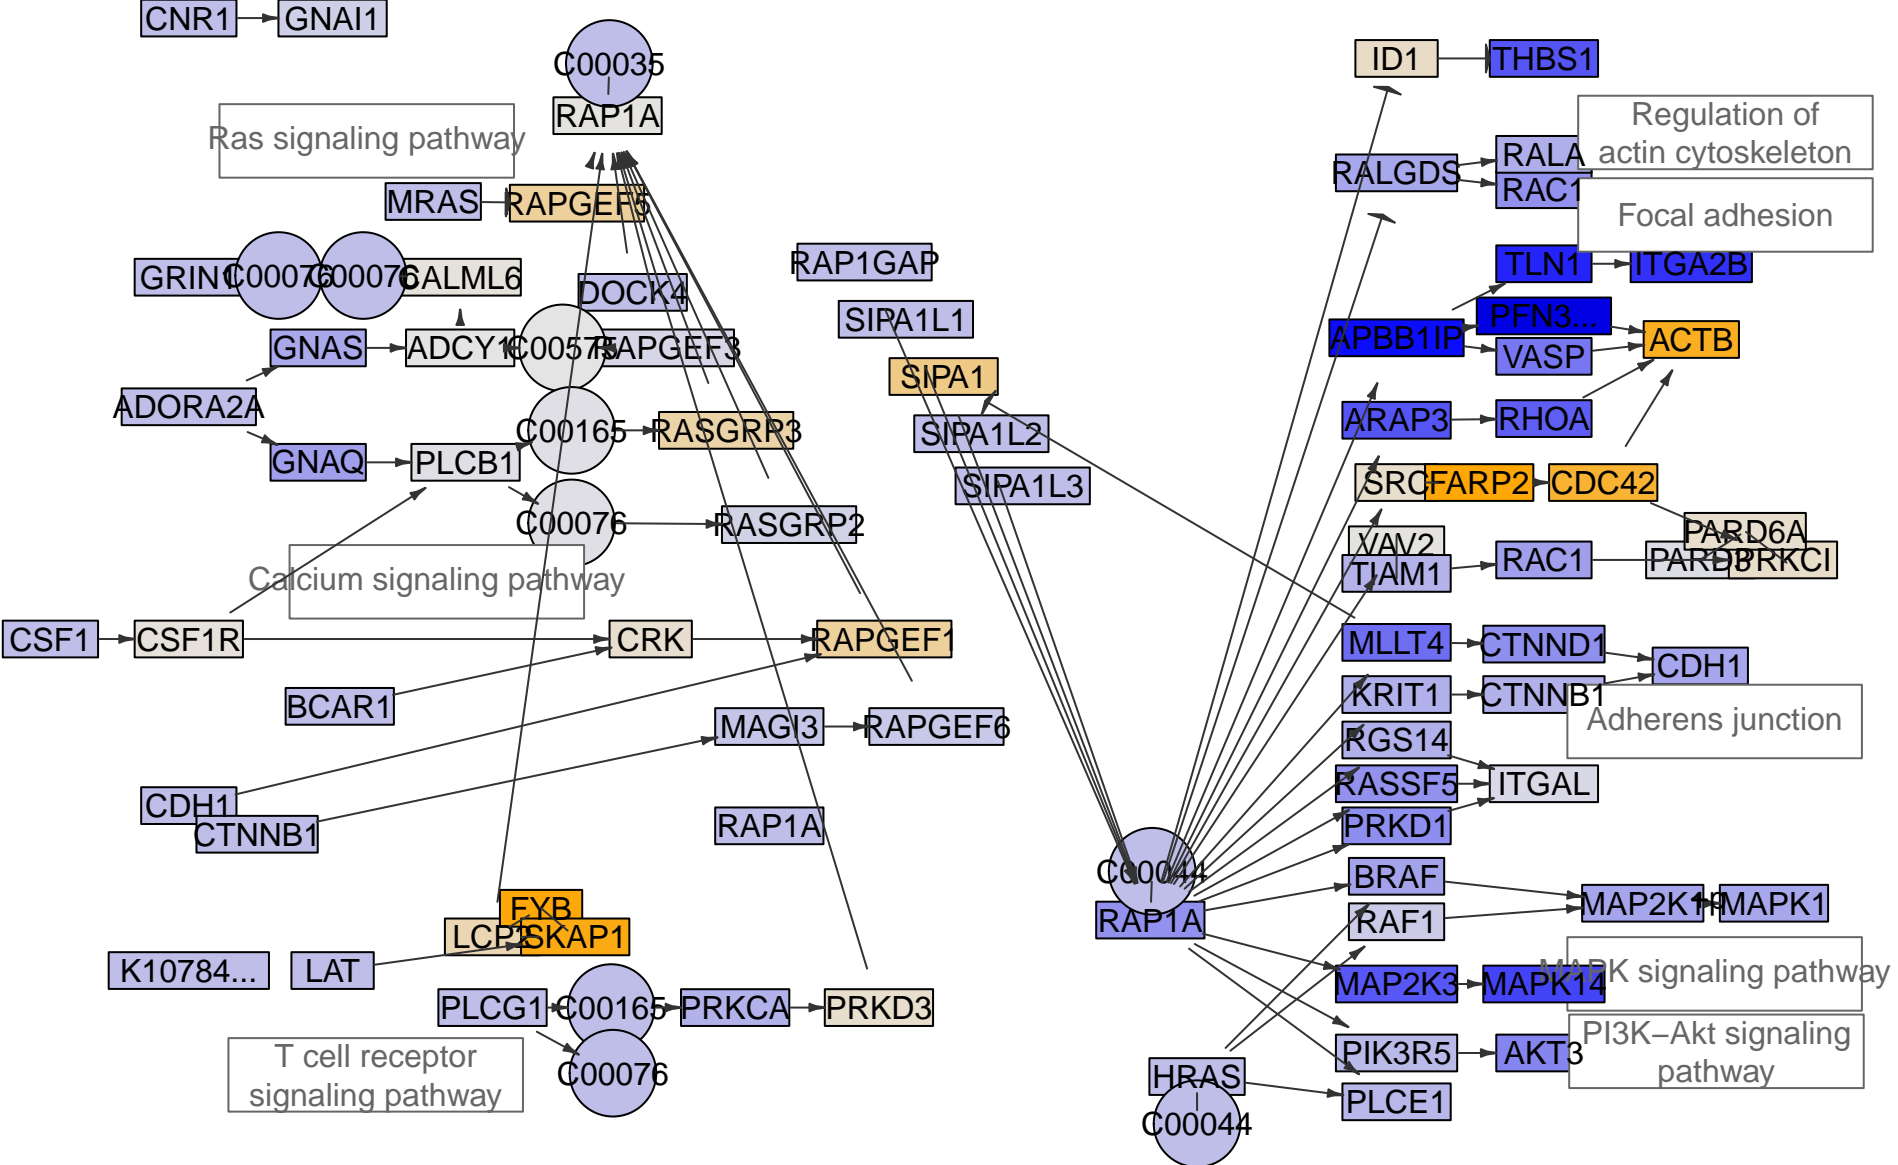 CNR1
GNAI1
C00035
RAP1A
Ras signaling pathway
MRAS
RAPGEF5
GRIN1
C00076
C00076
CALML6
DOCK4
GNAS
ADCY1
C00575
RAPGEF3
ADORA2A
C00165
RASGRP3
GNAQ
PLCB1
C00076
RASGRP2
Calcium signaling pathway
CSF1
CSF1R
CRK
RAPGEF1
BCAR1
MAGI3
RAPGEF6
CDH1
CTNNB1
RAP1A
FYB
LCP2
SKAP1
K10784...
LAT
PLCG1
C00165
PRKCA
PRKD3
C00076
T cell receptor
signaling pathway
RAP1GAP
SIPA1L1
SIPA1
SIPA1L2
SIPA1L3
C00044
RAP1A
HRAS
C00044
ID1
THBS1
Regulation of
actin cytoskeleton
RALGDS
RALA
RAC1
Focal adhesion
TLN1
ITGA2B
APBB1IP
PFN3...
VASP
ACTB
ARAP3
RHOA
SRC
FARP2
CDC42
VAV2
TIAM1
RAC1
PARD6A
PARD3
PRKCI
MLLT4
CTNND1
CDH1
KRIT1
CTNNB1
Adherens junction
RGS14
RASSF5
ITGAL
PRKD1
BRAF
RAF1
MAP2K1
+p
MAPK1
MAP2K3
MAPK14
MAPK signaling pathway
PIK3R5
AKT3
PI3K−Akt signaling
pathway
PLCE1